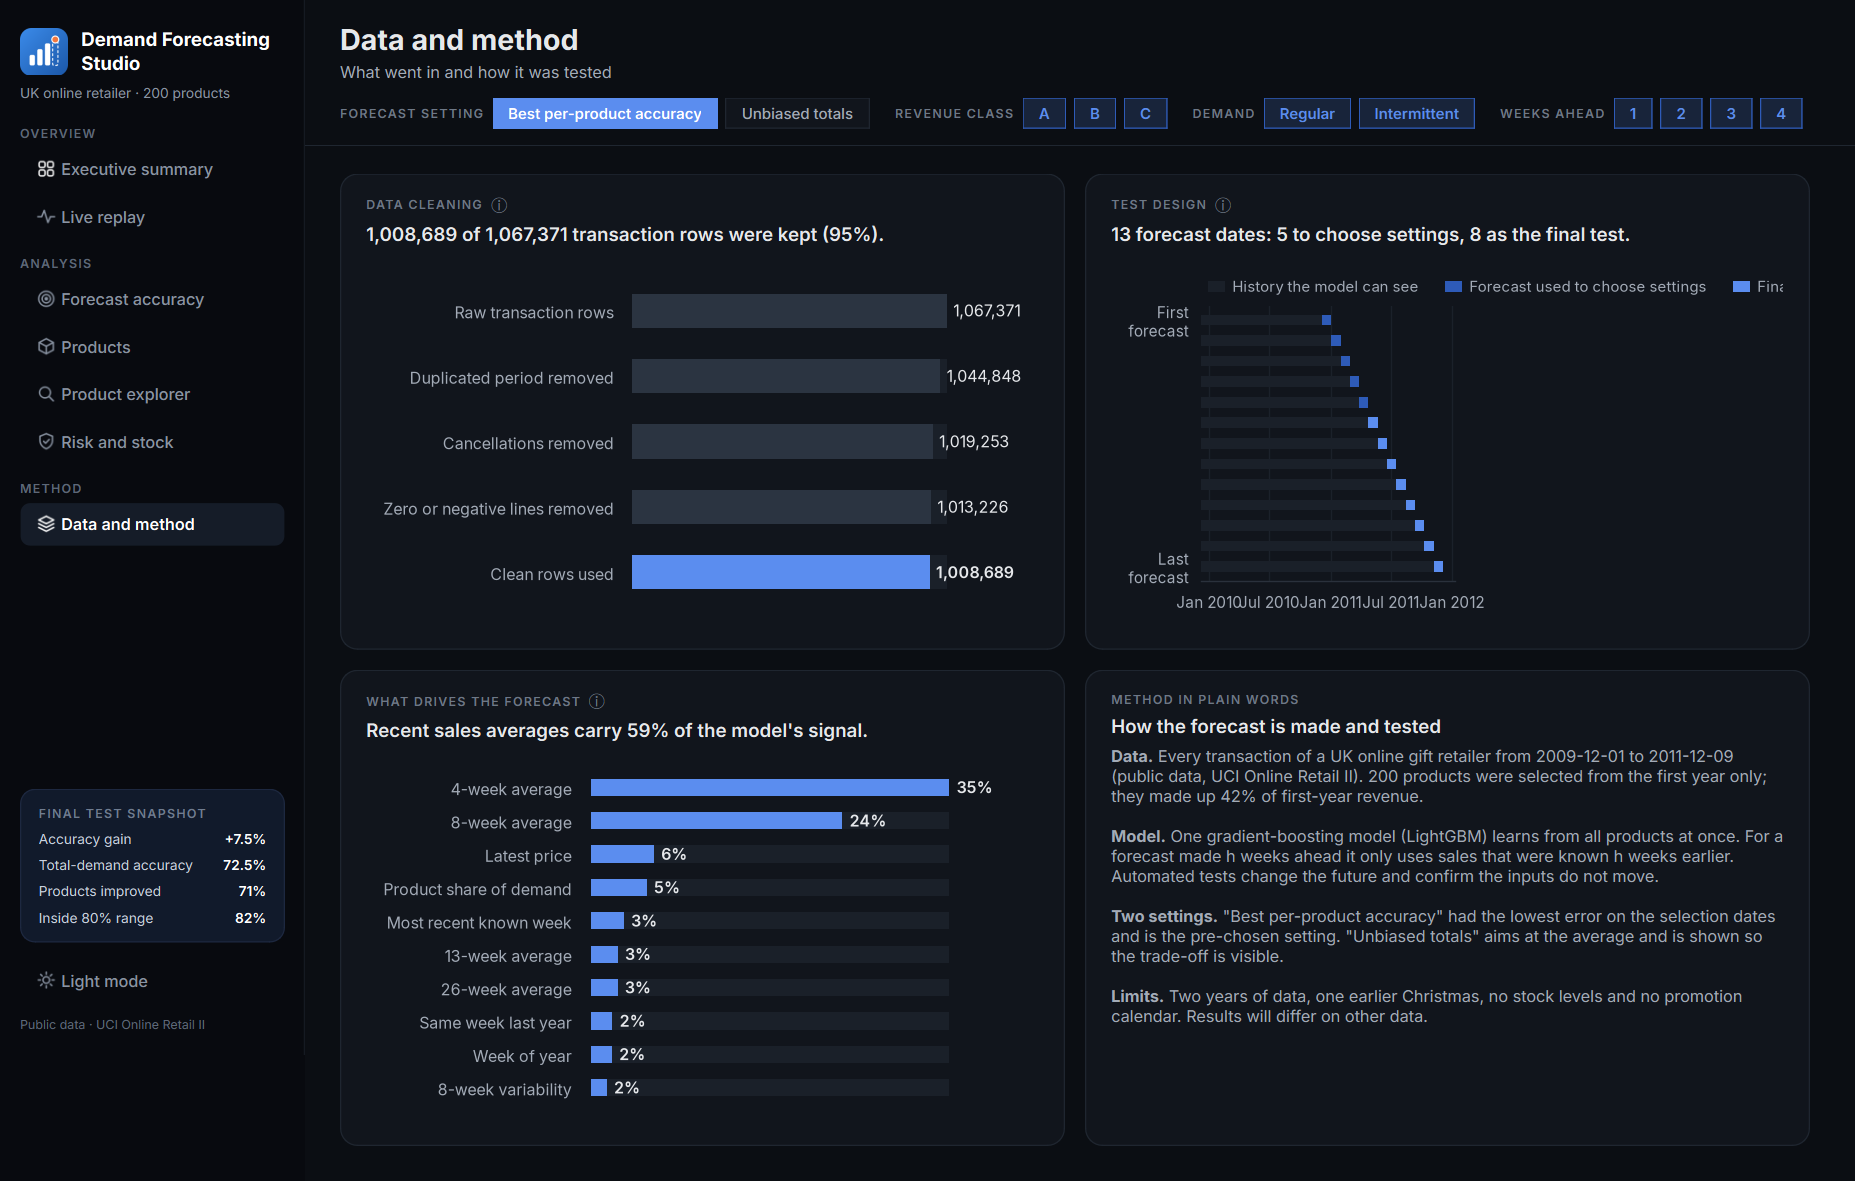 Demand Forecasting
Studio
UK online retailer · 200 products
OVERVIEW
Executive summary
Live replay
ANALYSIS
Forecast accuracy
Products
Product explorer
Risk and stock
METHOD
Data and method
FINAL TEST SNAPSHOT
Accuracy gain +7.5%
Total-demand accuracy 72.5%
Products improved 71%
Inside 80% range 82%
Light mode
Public data · UCI Online Retail II
Data and method
What went in and how it was tested
FORECAST SETTING Best per-product accuracy Unbiased totals REVENUE CLASS A B C DEMAND Regular Intermittent WEEKS AHEAD 1 2 3 4
DATA CLEANING
1,008,689 of 1,067,371 transaction rows were kept (95%).
Raw transaction rows 1,067,371
Duplicated period removed 1,044,848
Cancellations removed 1,019,253
Zero or negative lines removed 1,013,226
Clean rows used 1,008,689
TEST DESIGN
13 forecast dates: 5 to choose settings, 8 as the final test.
History the model can see Forecast used to choose settings Fina
First
forecast
Last
forecast
Jan 2010 Jul 2010 Jan 2011 Jul 2011 Jan 2012
WHAT DRIVES THE FORECAST
Recent sales averages carry 59% of the model's signal.
4-week average 35%
8-week average 24%
Latest price 6%
Product share of demand 5%
Most recent known week 3%
13-week average 3%
26-week average 3%
Same week last year 2%
Week of year 2%
8-week variability 2%
METHOD IN PLAIN WORDS
How the forecast is made and tested
Data. Every transaction of a UK online gift retailer from 2009-12-01 to 2011-12-09
(public data, UCI Online Retail II). 200 products were selected from the first year only;
they made up 42% of first-year revenue.
Model. One gradient-boosting model (LightGBM) learns from all products at once. For a
forecast made h weeks ahead it only uses sales that were known h weeks earlier.
Automated tests change the future and confirm the inputs do not move.
Two settings. "Best per-product accuracy" had the lowest error on the selection dates
and is the pre-chosen setting. "Unbiased totals" aims at the average and is shown so
the trade-off is visible.
Limits. Two years of data, one earlier Christmas, no stock levels and no promotion
calendar. Results will differ on other data.